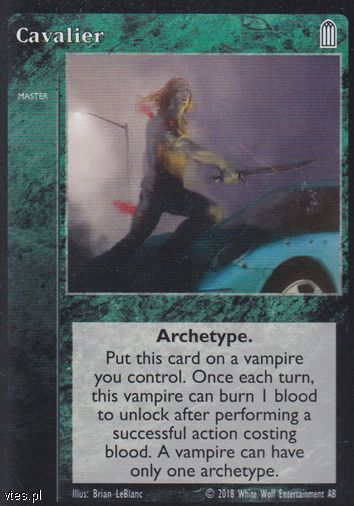 Cavalier
MASTER
Archetype.
Put this card on a vampire
you control. Once each turn,
this vampire can burn 1 blood
to unlock after performing a
successful action costing
blood. A vampire can have
only one archetype.
Illus: Brian LeBlanc © 2018 White Wolf Entertainment AB
vtes.pl